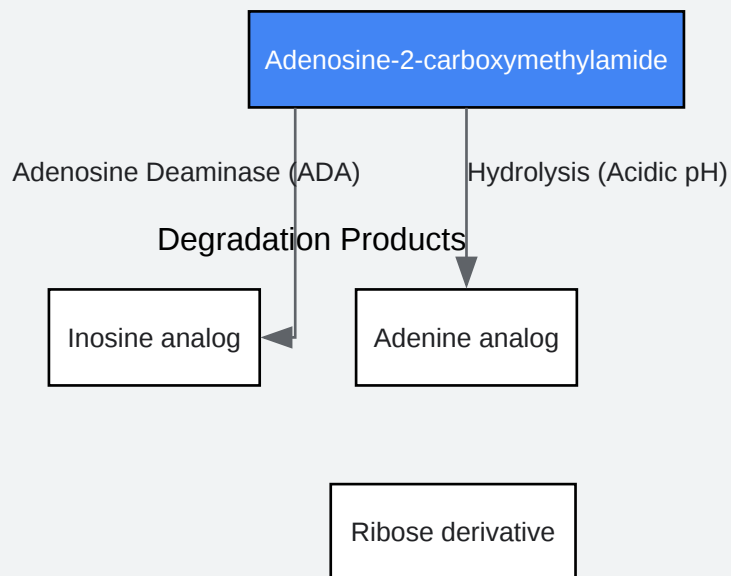 Adenosine-2-carboxymethylamide
Adenosine Deaminase (ADA)
Hydrolysis (Acidic pH)
Degradation Products
Inosine analog
Adenine analog
Ribose derivative